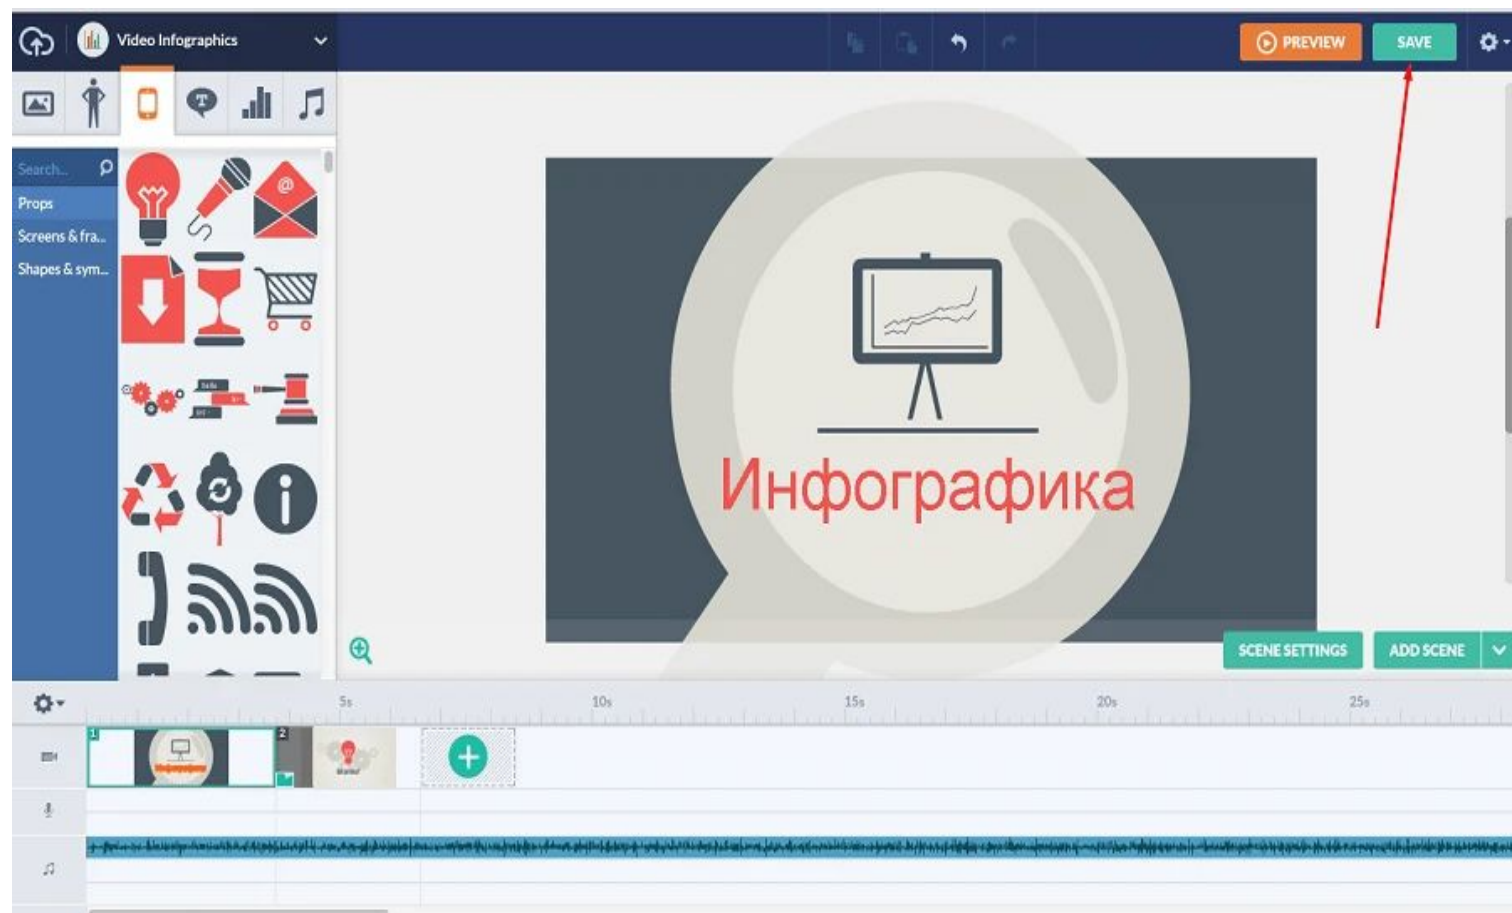 Video Infographics
PREVIEW
SAVE
Search...
Props
Screens & fra...
Shapes & sym...
@
T
Инфографика
SCENE SETTINGS
ADD SCENE
5s
10s
15s
20s
25s
1
2